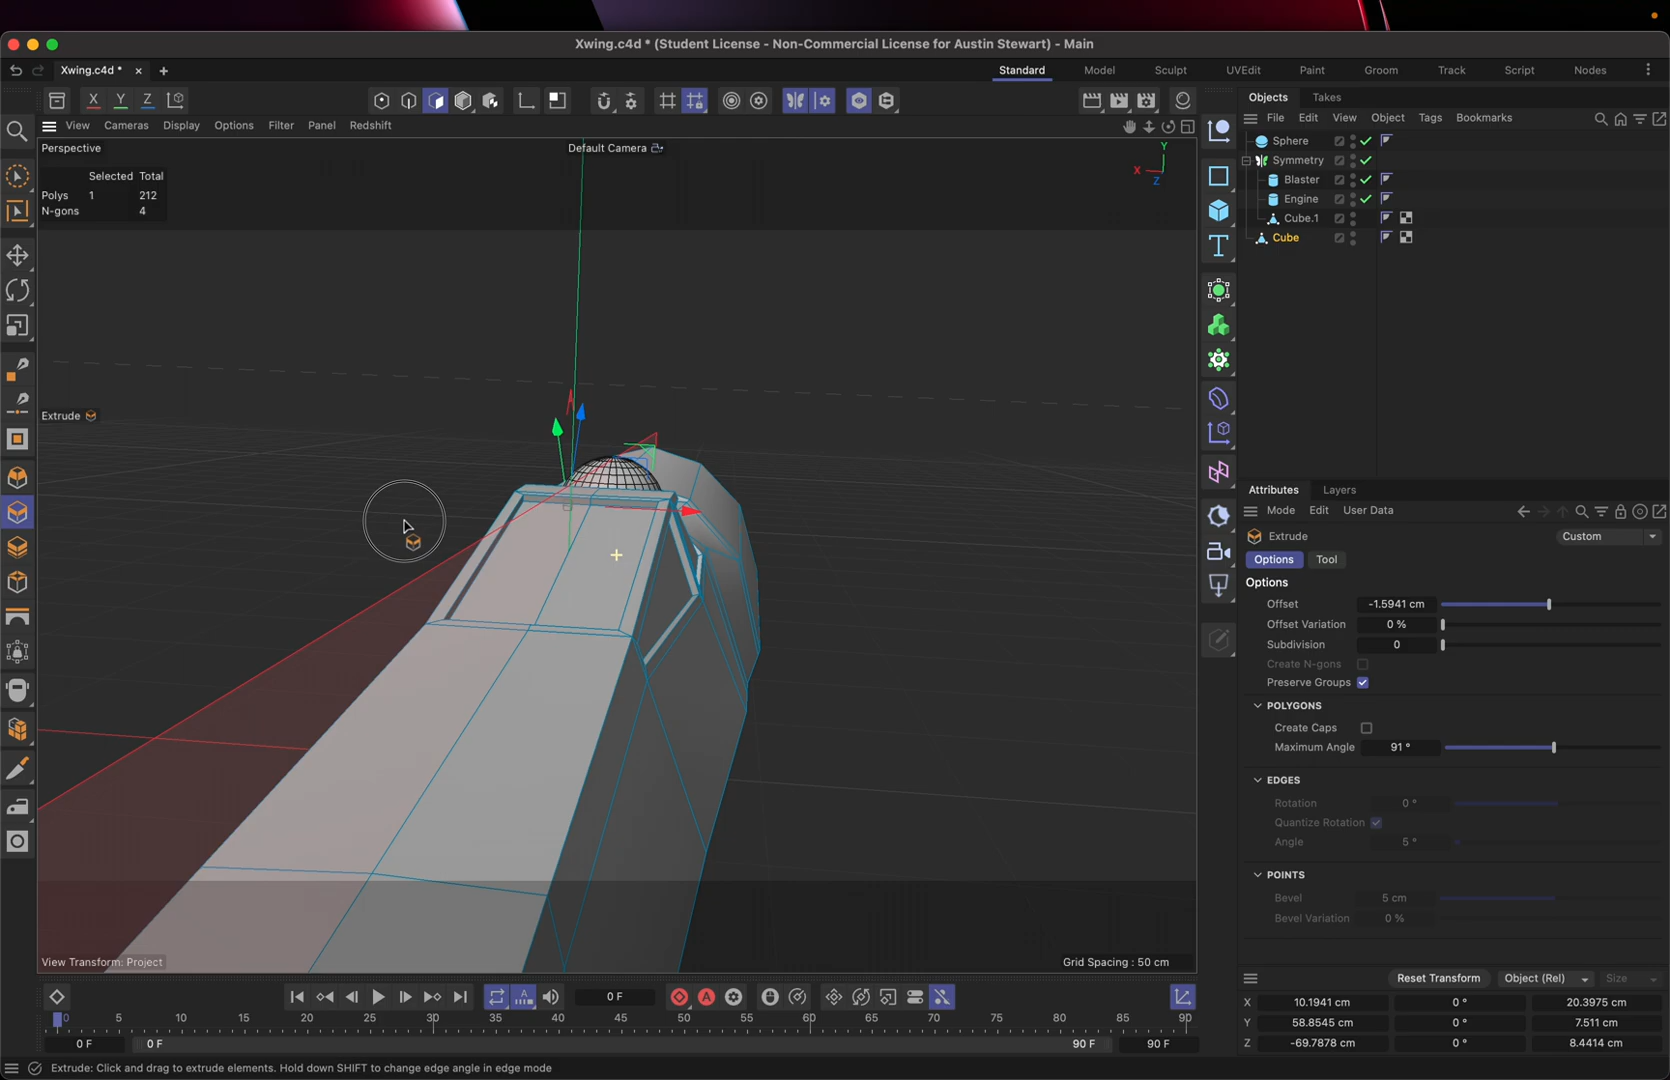 Xwing.c4d * (Student License - Non-Commercial License for Austin Stewart) - Main
Xwing.c4d *
Standard Model Sculpt UVEdit Paint Groom Track Script Nodes
X Y Z
Objects Takes
View Cameras Display Options Filter Panel Redshift
File Edit View Object Tags Bookmarks
Perspective
Default Camera
Y
X
Z
Selected Total
Polys 1 212
N-gons 4
Extrude
Sphere
Symmetry
Blaster
Engine
Cube.1
Cube
Attributes Layers
Mode Edit User Data
Extrude
Custom
Options Tool
Options
Offset -1.5941 cm
Offset Variation 0 %
Subdivision 0
Create N-gons
Preserve Groups
POLYGONS
Create Caps
Maximum Angle 91 °
EDGES
Rotation 0 °
Quantize Rotation
Angle 5 °
POINTS
Bevel 5 cm
Bevel Variation 0 %
View Transform: Project
Grid Spacing : 50 cm
Reset Transform Object (Rel) Size
X 10.1941 cm 0 ° 20.3975 cm
Y 58.8545 cm 0 ° 7.511 cm
Z -69.7878 cm 0 ° 8.4414 cm
0 F
0 5 10 15 20 25 30 35 40 45 50 55 60 65 70 75 80 85 90
0 F 0 F 90 F 90 F
Extrude: Click and drag to extrude elements. Hold down SHIFT to change edge angle in edge mode